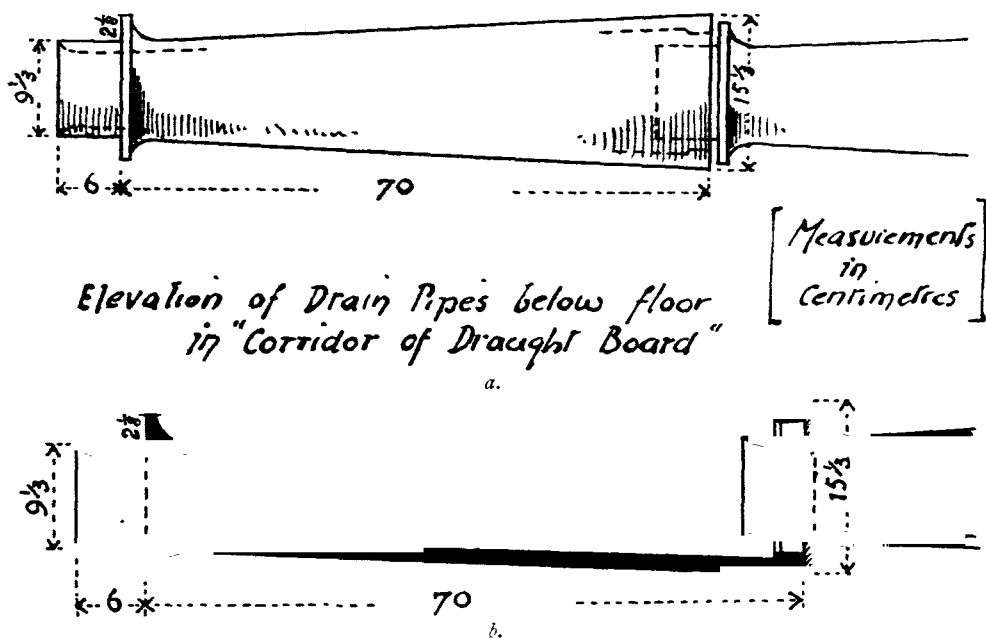 2⅛
9⅓
15⅓
6
70
[Measurements
in
Centimetres]
Elevation of Drain Pipes below floor
in "Corridor of Draught Board"
a.
2⅛
9⅓
15⅓
6
70
b.